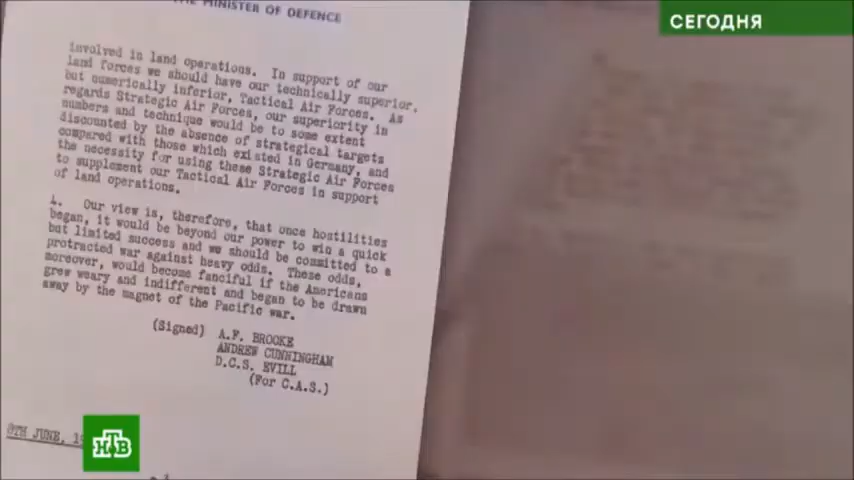 THE MINISTER OF DEFENCE
СЕГОДНЯ
involved in land operations. In support of our
land forces we should have our technically superior,
but numerically inferior, Tactical Air Forces. As
regards Strategic Air Forces, our superiority in
numbers and technique would be to some extent
discounted by the absence of strategical targets
compared with those which existed in Germany, and
the necessity for using these Strategic Air Forces
to supplement our Tactical Air Forces in support
of land operations.
4. Our view is, therefore, that once hostilities
began, it would be beyond our power to win a quick
but limited success and we should be committed to a
protracted war against heavy odds. These odds,
moreover, would become fanciful if the Americans
grew weary and indifferent and began to be drawn
away by the magnet of the Pacific war.
(Signed) A.F. BROOKE
ANDREW CUNNINGHAM
D.C.S. EVILL
(For C.A.S.)
8TH JUNE, 19
НТВ